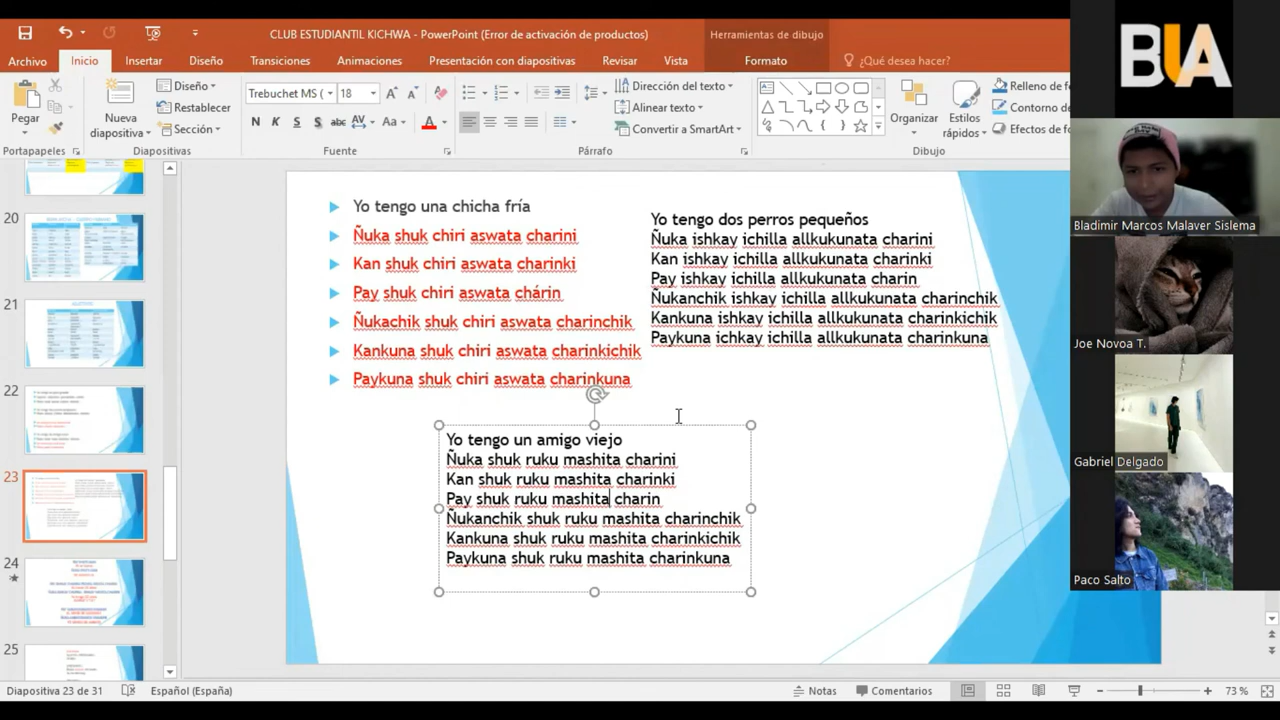 CLUB ESTUDIANTIL KICHWA - PowerPoint (Error de activación de productos)
Herramientas de dibujo
Archivo
Inicio
Insertar
Diseño
Transiciones
Animaciones
Presentación con diapositivas
Revisar
Vista
Formato
¿Qué desea hacer?
Pegar
Nueva
diapositiva
Diseño
Restablecer
Sección
Trebuchet MS (
18
N K S S abc AV Aa A
Dirección del texto
Alinear texto
Convertir a SmartArt
Organizar
Estilos
rápidos
Relleno de f
Contorno de
Efectos de fo
Portapapeles
Diapositivas
Fuente
Párrafo
Dibujo
20
21
22
23
24
25
Yo tengo una chicha fría
Ñuka shuk chiri aswata charini
Kan shuk chiri aswata charinki
Pay shuk chiri aswata chárin
Ñukachik shuk chi ri aswata charinchik
Kankuna shuk chiri aswata charinkichik
Paykuna shuk chiri aswata charinkuna
Yo tengo dos perros pequeños
Ñuka ishkay ichilla allkukunata charini
Kan ishkay ichilla allkukunata charinki
Pay ishkay ichilla allkukunata charin
Ñukanchik ishkay ichilla allkukunata charinchik
Kankuna ishkay ichilla allkukunata charinkichik
Paykuna ichkay ichilla allkukunata charinkuna
Yo tengo un amigo viejo
Ñuka shuk ruku mashita charini
Kan shuk ruku mashita charinki
Pay shuk ruku mashita charin
Ñukanchik shuk ruku mashita charinchik
Kankuna shuk ruku mashita charinkichik
Paykuna shuk ruku mashita charinkuna
BUA
Bladimir Marcos Malaver Sislema
Joe Novoa T.
Gabriel Delgado
Paco Salto
Diapositiva 23 de 31
Español (España)
Notas
Comentarios
73 %